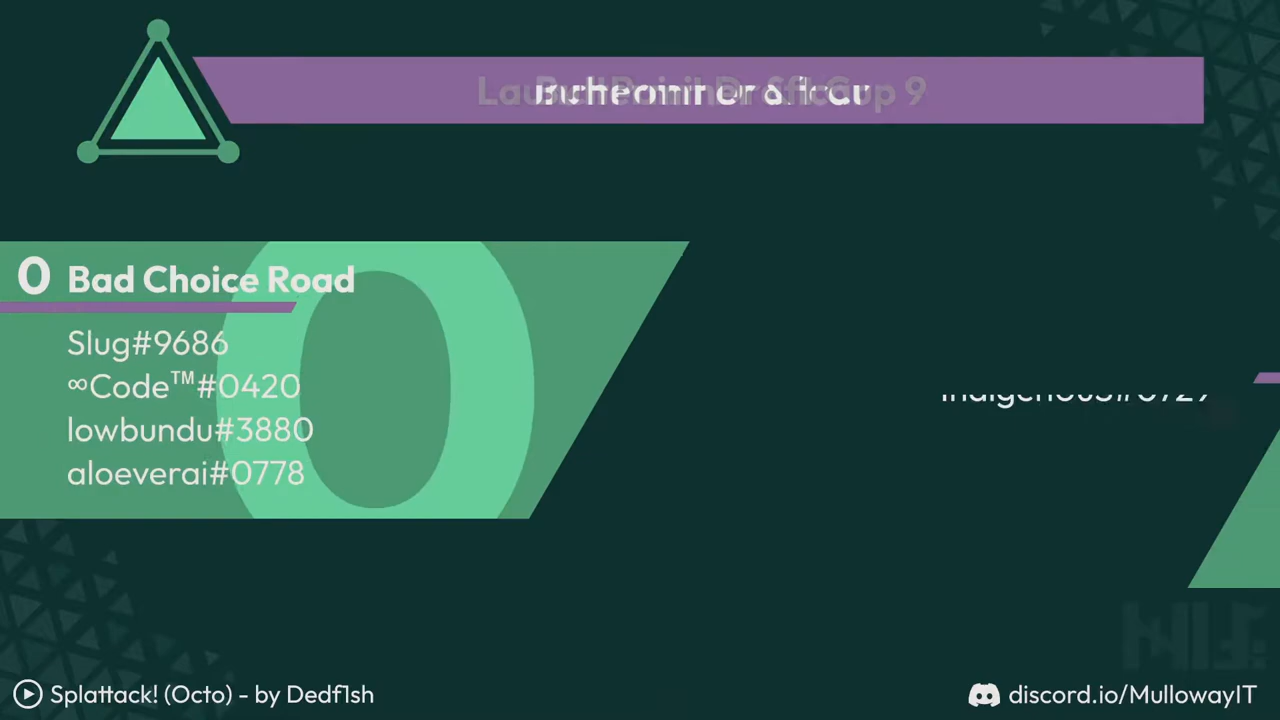 0 Bad Choice Road
Slug#9686
∞Code™#0420
lowbundu#3880
aloeverai#0778
Splattack! (Octo) - by Dedf1sh
discord.io/MullowayIT